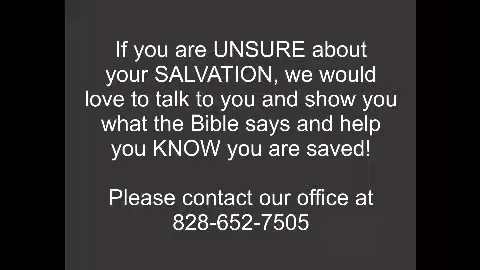 If you are UNSURE about
your SALVATION, we would
love to talk to you and show you
what the Bible says and help
you KNOW you are saved!
Please contact our office at
828-652-7505